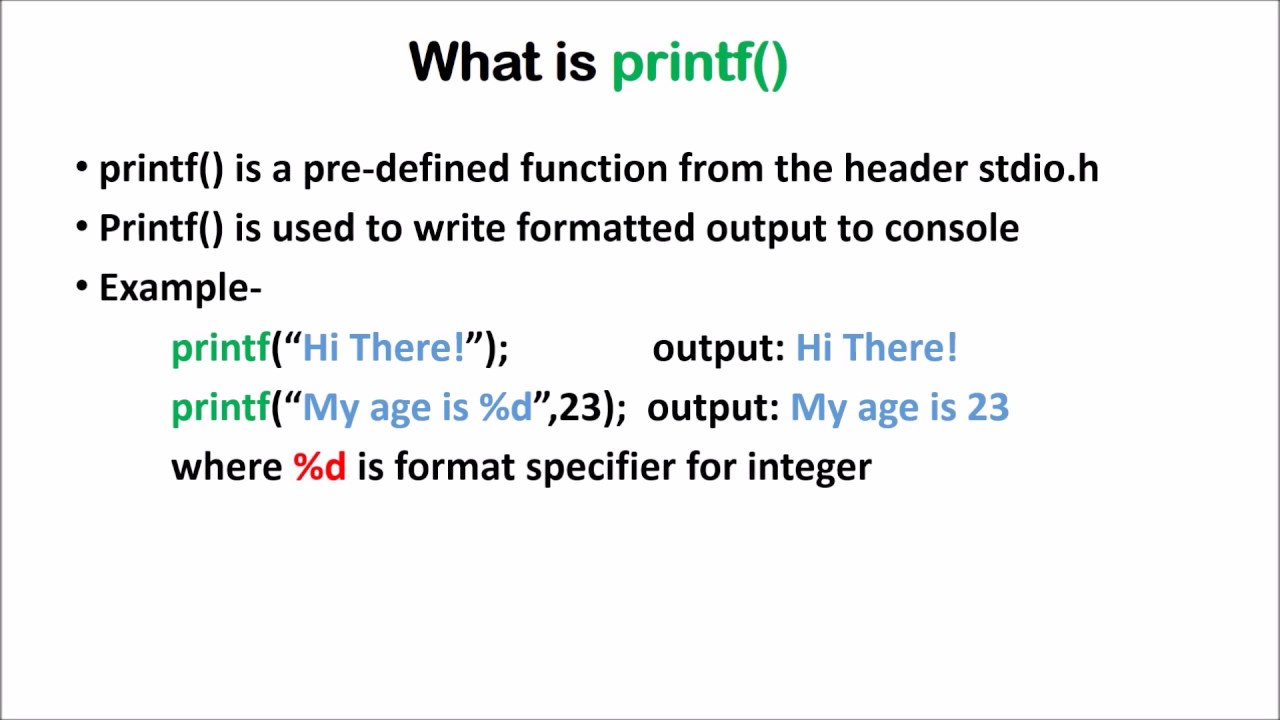 What is printf()
• printf() is a pre-defined function from the header stdio.h
• Printf() is used to write formatted output to console
• Example-
printf(“Hi There!”); output: Hi There!
printf(“My age is %d”,23); output: My age is 23
where %d is format specifier for integer